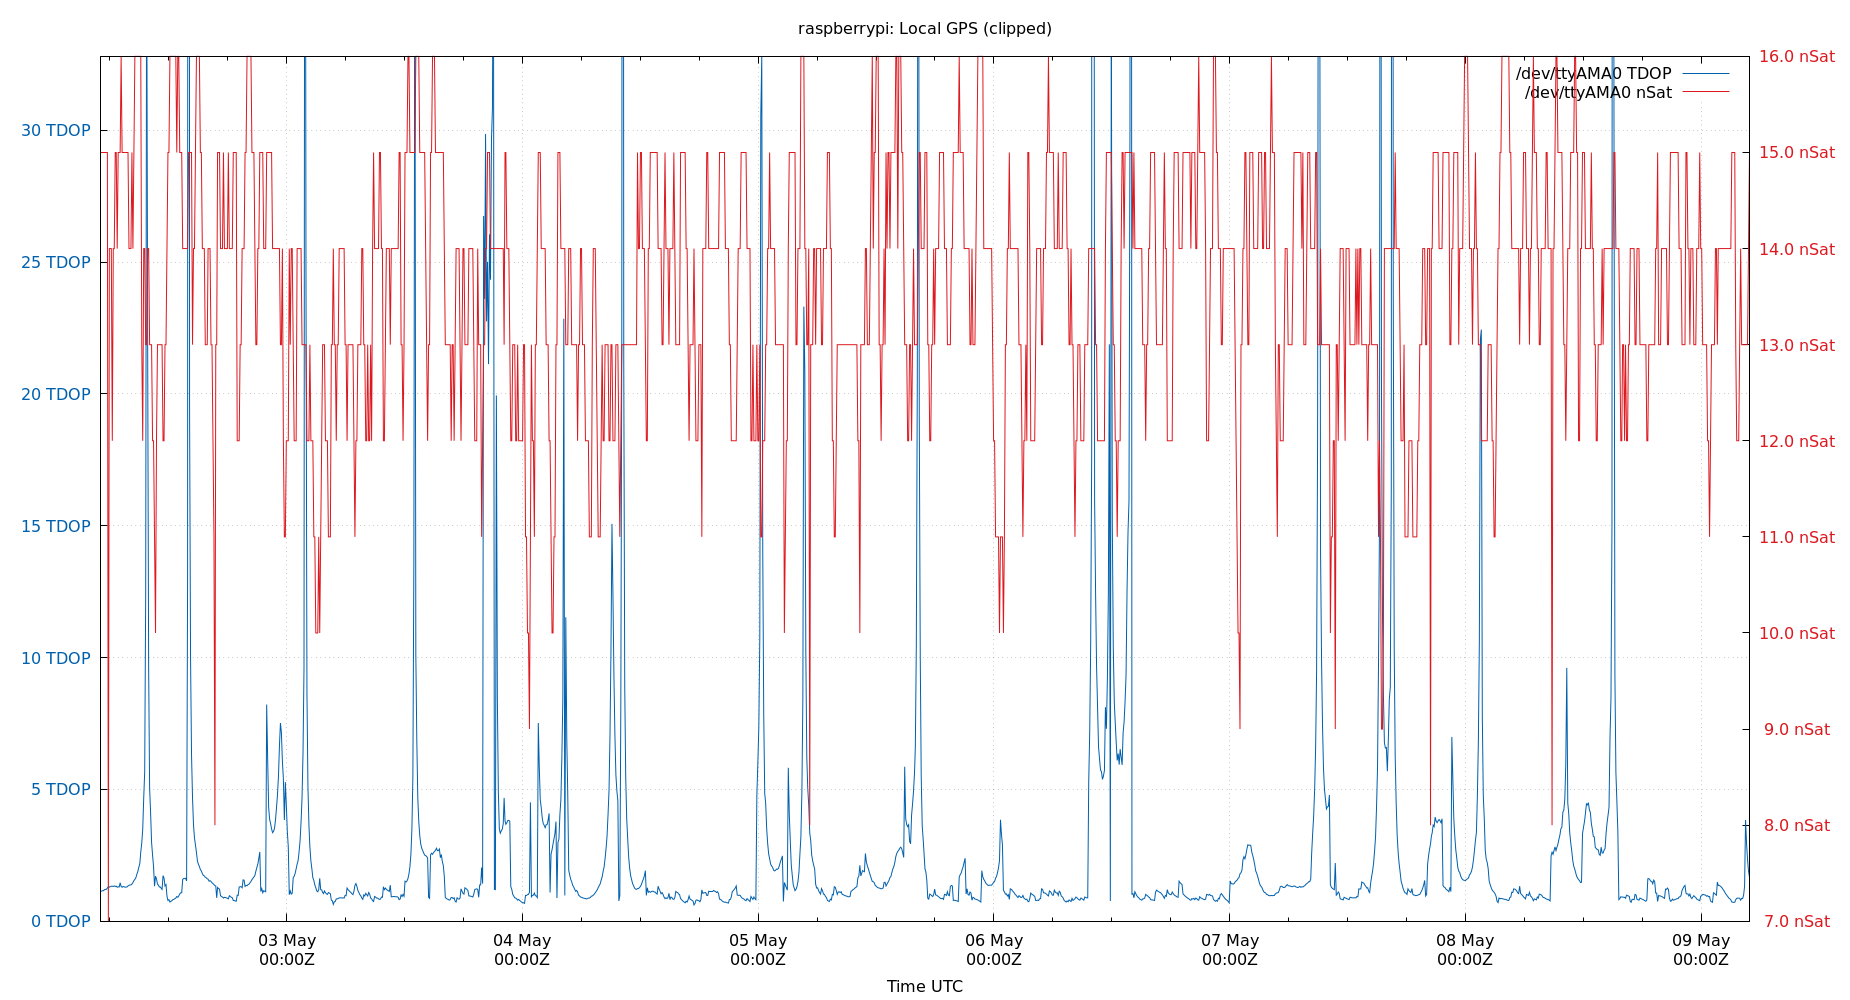 raspberrypi: Local GPS (clipped)
/dev/ttyAMA0 TDOP
/dev/ttyAMA0 nSat
30 TDOP
25 TDOP
20 TDOP
15 TDOP
10 TDOP
5 TDOP
0 TDOP
16.0 nSat
15.0 nSat
14.0 nSat
13.0 nSat
12.0 nSat
11.0 nSat
10.0 nSat
9.0 nSat
8.0 nSat
7.0 nSat
03 May
00:00Z
04 May
00:00Z
05 May
00:00Z
06 May
00:00Z
07 May
00:00Z
08 May
00:00Z
09 May
00:00Z
Time UTC